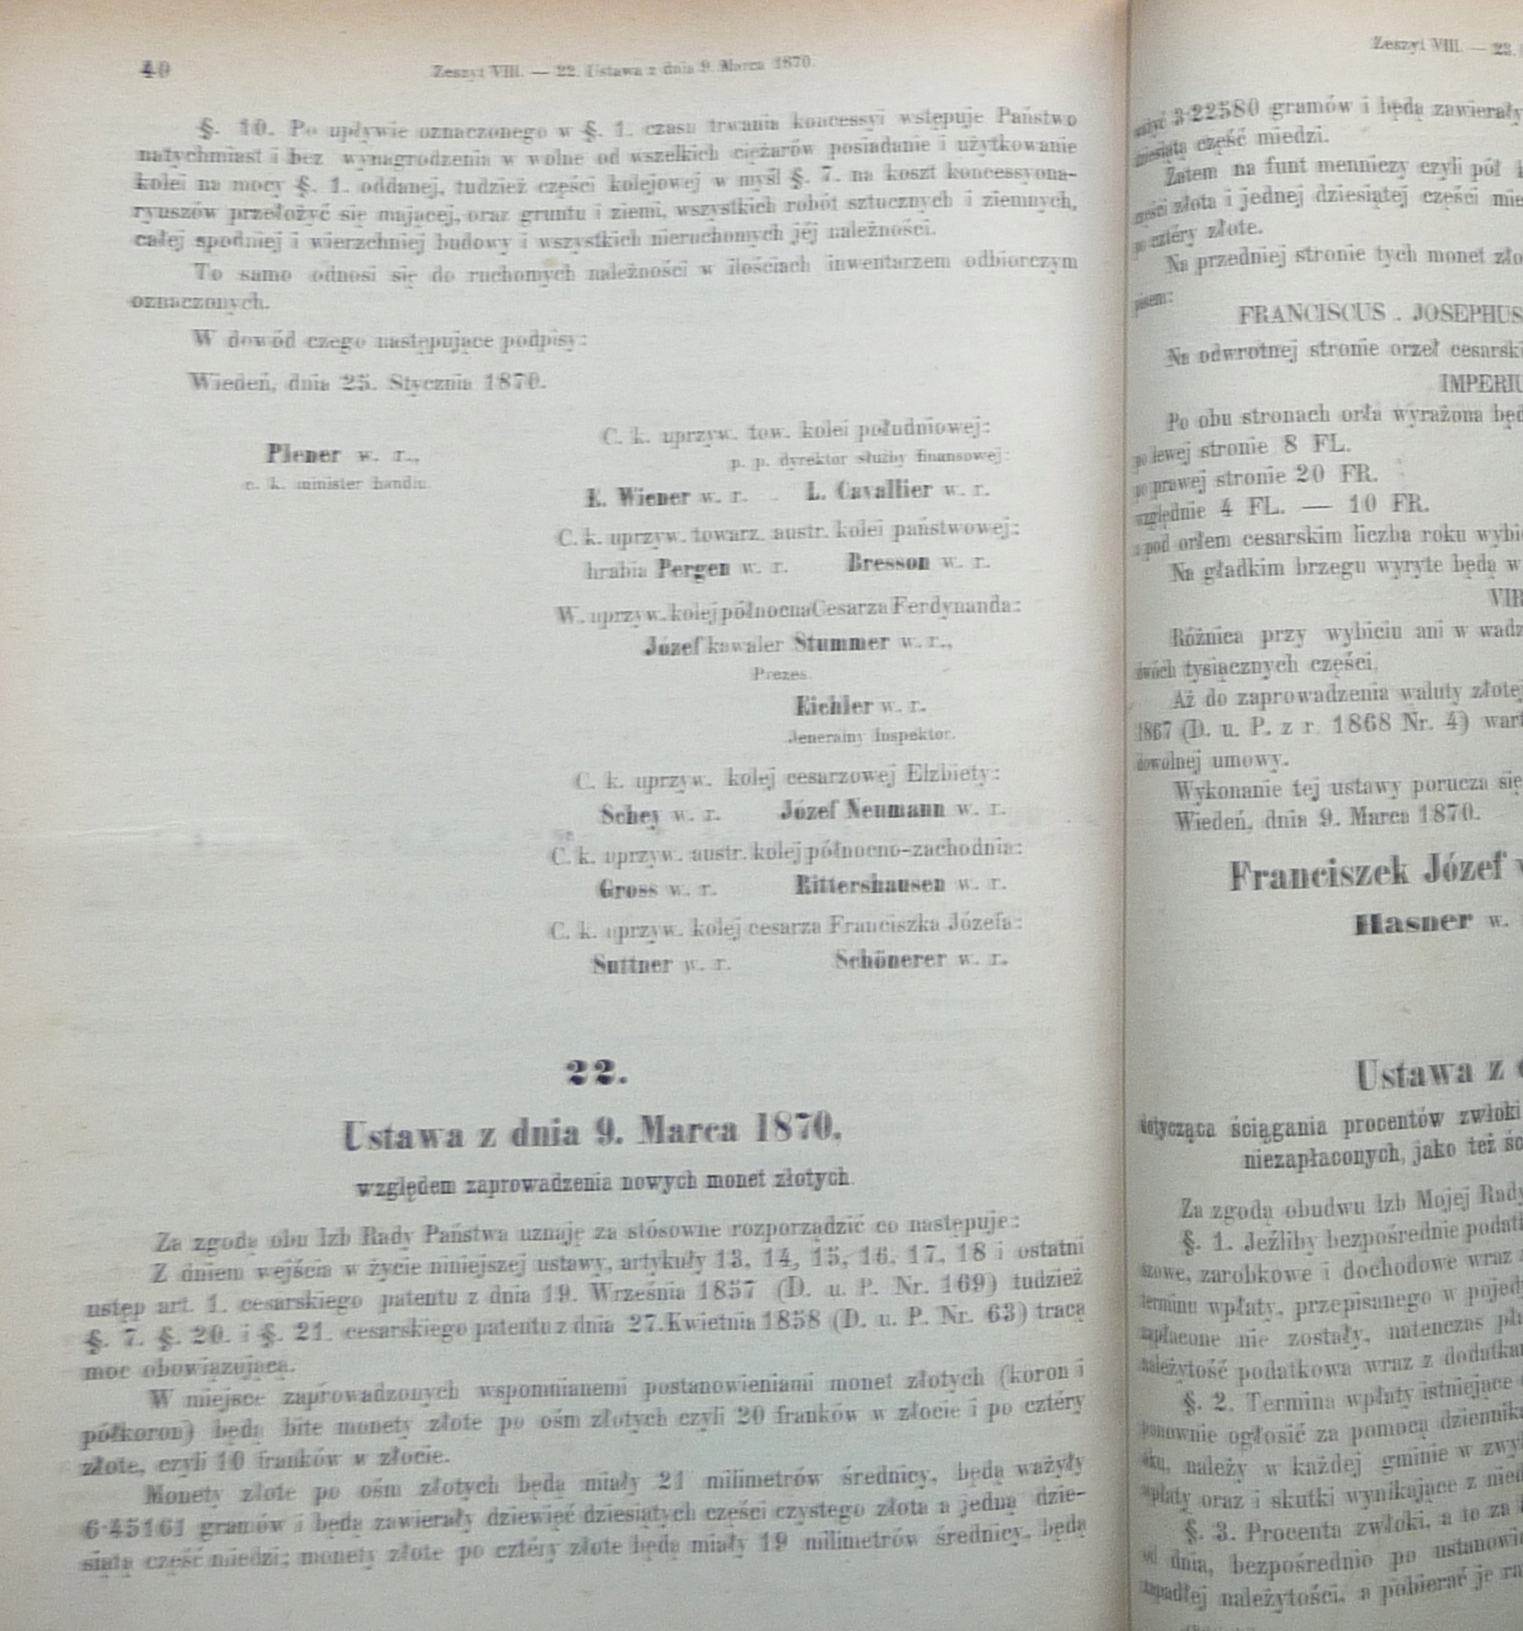 40
Zeszyt VIII. — 22. Ustawa z dnia 9. Marca 1870.
§. 10. Po upływie oznaczonego w §. 1. czasu trwania koncessyi wstępuje Państwo
natychmiast i bez wynagrodzenia w wolne od wszelkich ciężarów posiadanie i użytkowanie
kolei na mocy §. 1. oddanej, tudzież części kolejowej w myśl §. 7. na koszt koncessyona-
ryuszów przełożyć się mającej, oraz gruntu i ziemi, wszystkich robót sztucznych i ziemnych,
całej spodniej i wierzchniej budowy i wszystkich nieruchomych jéj należności.
To samo odnosi się do ruchomych należności w ilościach inwentarzem odbiorczym
oznaczonych.
W dowód czego następujące podpisy:
Wiedeń, dnia 25. Stycznia 1870.
Plener w. r.,
c. k. minister handlu.
C. k. uprzyw. tow. kolei południowej:
p. p. dyrektor służby finansowej:
E. Wiener w. r. L. Cavallier w. r.
C. k. uprzyw. towarz. austr. kolei państwowej:
hrabia Pergen w. r. Bresson w. r.
W. uprzyw. kolej północna Cesarza Ferdynanda:
Józef kawaler Stummer w. r.,
Prezes.
Eichler w. r.
Jeneralny Inspektor.
C. k. uprzyw. kolej cesarzowej Elzbiety:
Schey w. r. Józef Neumann w. r.
C. k. uprzyw. austr. kolej północno-zachodnia:
Gross w. r. Rittershausen w. r.
C. k. uprzyw. kolej cesarza Franciszka Józefa:
Suttner w. r. Schönerer w. r.
22.
Ustawa z dnia 9. Marca 1870,
względem zaprowadzenia nowych monet złotych.
Za zgodą obu Izb Rady Państwa uznaję za stósowne rozporządzić co następuje:
Z dniem wejścia w życie niniejszej ustawy, artykuły 13, 14, 15, 16, 17, 18 i ostatni
ustęp art. 1. cesarskiego patentu z dnia 19. Września 1857 (D. u. P. Nr. 169) tudzież
§. 7. §. 20. i §. 21. cesarskiego patentu z dnia 27. Kwietnia 1858 (D. u. P. Nr. 63) tracą
moc obowiązującą.
W miejsce zaprowadzonych wspomnianemi postanowieniami monet złotych (koron i
półkoron) będą bite monety złote po ośm złotych czyli 20 franków w złocie i po cztéry
złote, czyli 10 franków w złocie.
Monety złote po ośm złotych będą miały 21 milimetrów średnicy, będą ważyły
6·45161 gramów i będą zawierały dziewięć dziesiątych części czystego złota a jedną dzie-
siątą część miedzi; monety złote po cztéry złote będą miały 19 milimetrów średnicy, będą
Zeszyt VIII. — 22.
ważyć 3·22580 gramów i będą zawierały
dziesiątą część miedzi.
Zatem na funt menniczy czyli pół
części złota i jednej dziesiątej części
po cztéry złote.
Na przedniej stronie tych monet
pisem:
FRANCISCUS . JOSEPHUS
Na odwrotnej stronie orzeł
Po obu stronach orła wyrażona
po lewej stronie 8 FL.
po prawej stronie 20 FR.
względnie 4 FL. — 10 FR.
a pod orłem cesarskim liczba roku
Na gładkim brzegu wyryte będą w
Różnica przy wybiciu ani w
dwóch tysiącznych części.
Aż do zaprowadzenia waluty złotej
1867 (D. u. P. z r. 1868 Nr. 4)
dowolnej umowy.
Wykonanie tej ustawy porucza się
Wiedeń, dnia 9. Marca 1870.
Franciszek Józef
Hasner w.
Ustawa z
dotycząca ściągania procentów zwłoki
niezapłaconych, jako też
Za zgodą obudwu Izb Mojej Rady
§. 1. Jeżliby bezpośrednie
zarobkowe i dochodowe wraz
terminu wpłaty, przepisanego w
zapłacone nie zostały, natenczas
należytość podatkowa wraz z
§. 2. Termina wpłaty istniejące
ponownie ogłosić za pomocą
należy w każdej gminie w
wpłaty oraz i skutki wynikające z
§. 3. Procenta zwłoki, a to za
od dnia, bezpośrednio po
zapadłej należytości, a pobierać je